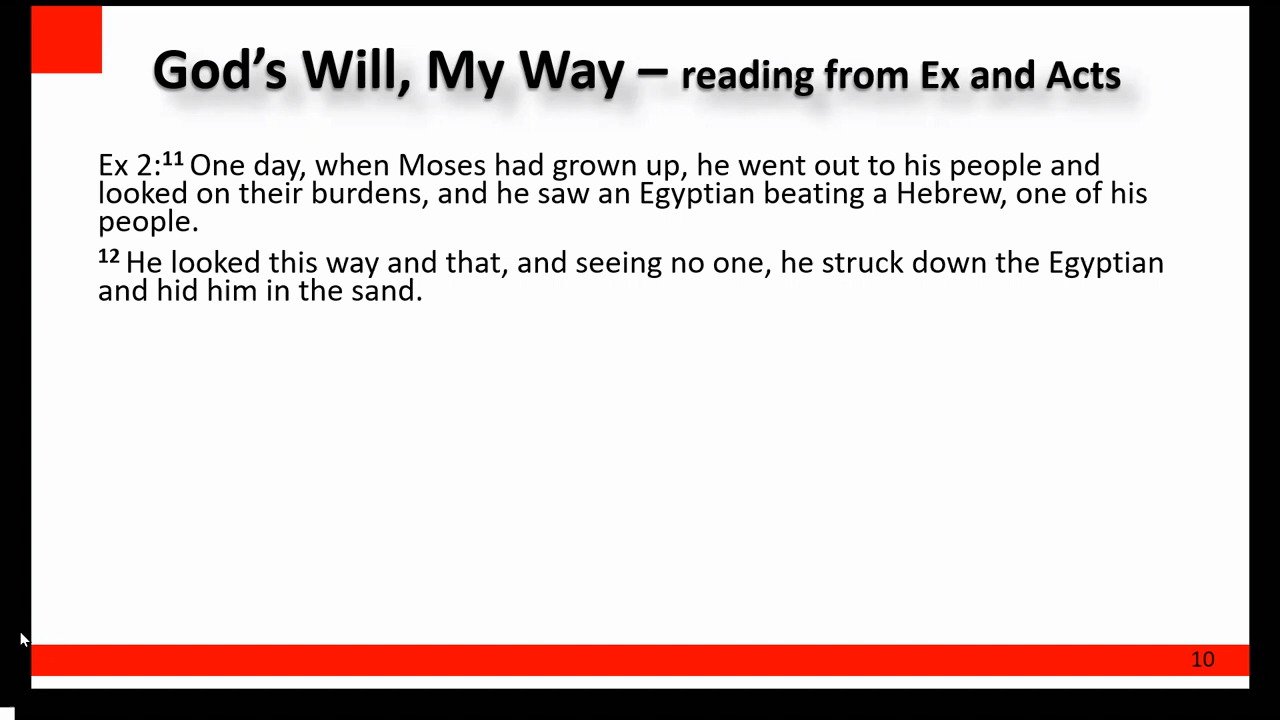 God’s Will, My Way – reading from Ex and Acts
Ex 2:11 One day, when Moses had grown up, he went out to his people and
looked on their burdens, and he saw an Egyptian beating a Hebrew, one of his
people.
12 He looked this way and that, and seeing no one, he struck down the Egyptian
and hid him in the sand.
10